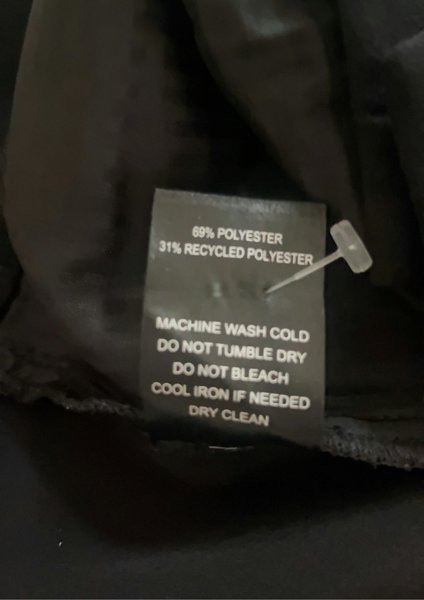 69% POLYESTER
31% RECYCLED POLYESTER
MACHINE WASH COLD
DO NOT TUMBLE DRY
DO NOT BLEACH
COOL IRON IF NEEDED
DRY CLEAN